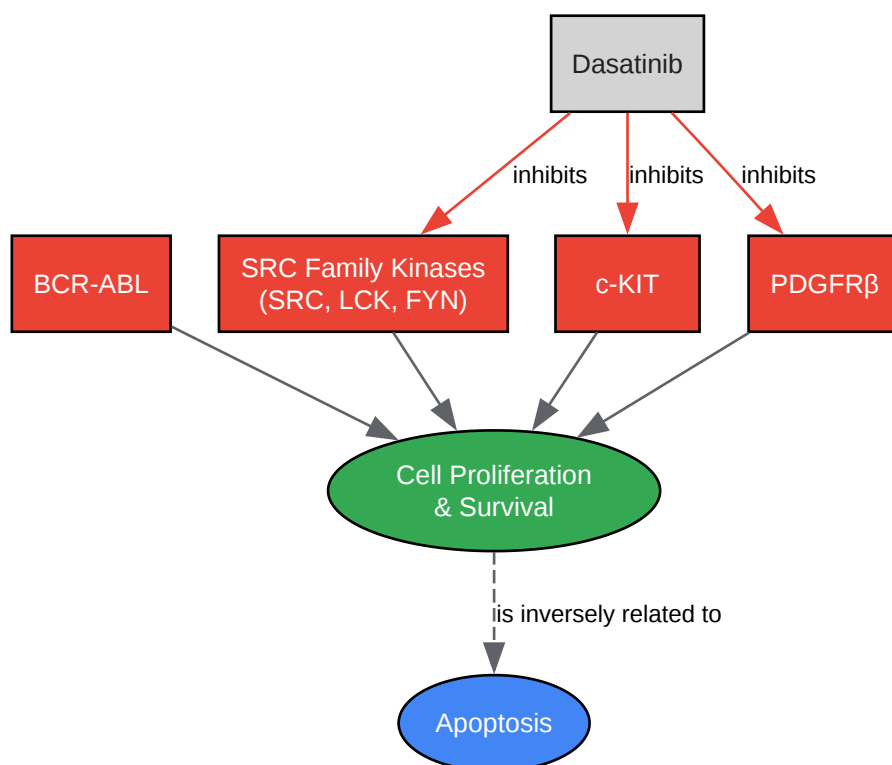 Dasatinib
inhibits
inhibits
inhibits
BCR-ABL
SRC Family Kinases
(SRC, LCK, FYN)
c-KIT
PDGFRβ
Cell Proliferation
& Survival
is inversely related to
Apoptosis